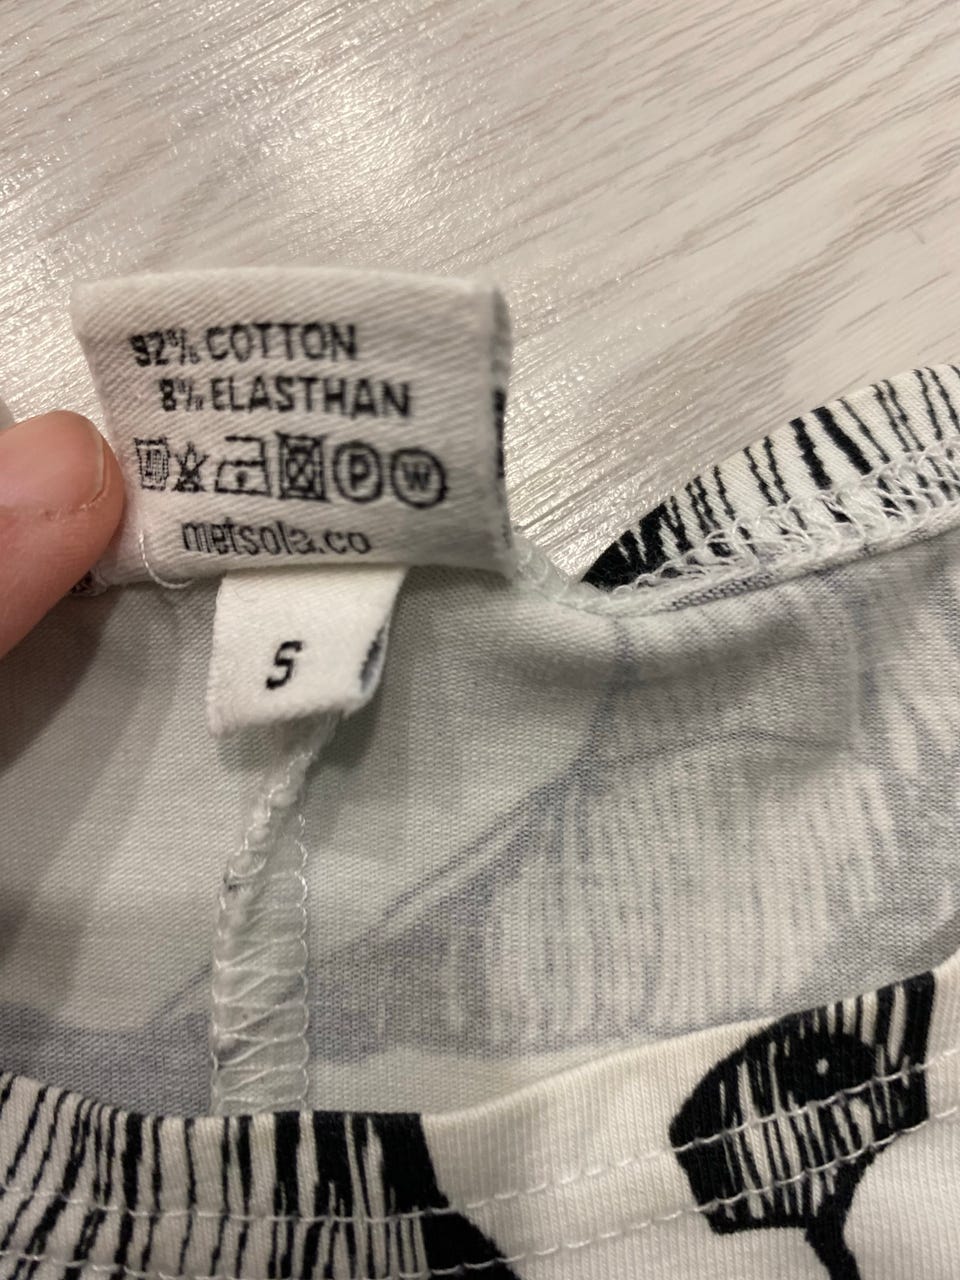 92% COTTON
8% ELASTHAN
P W
metsola.co
S